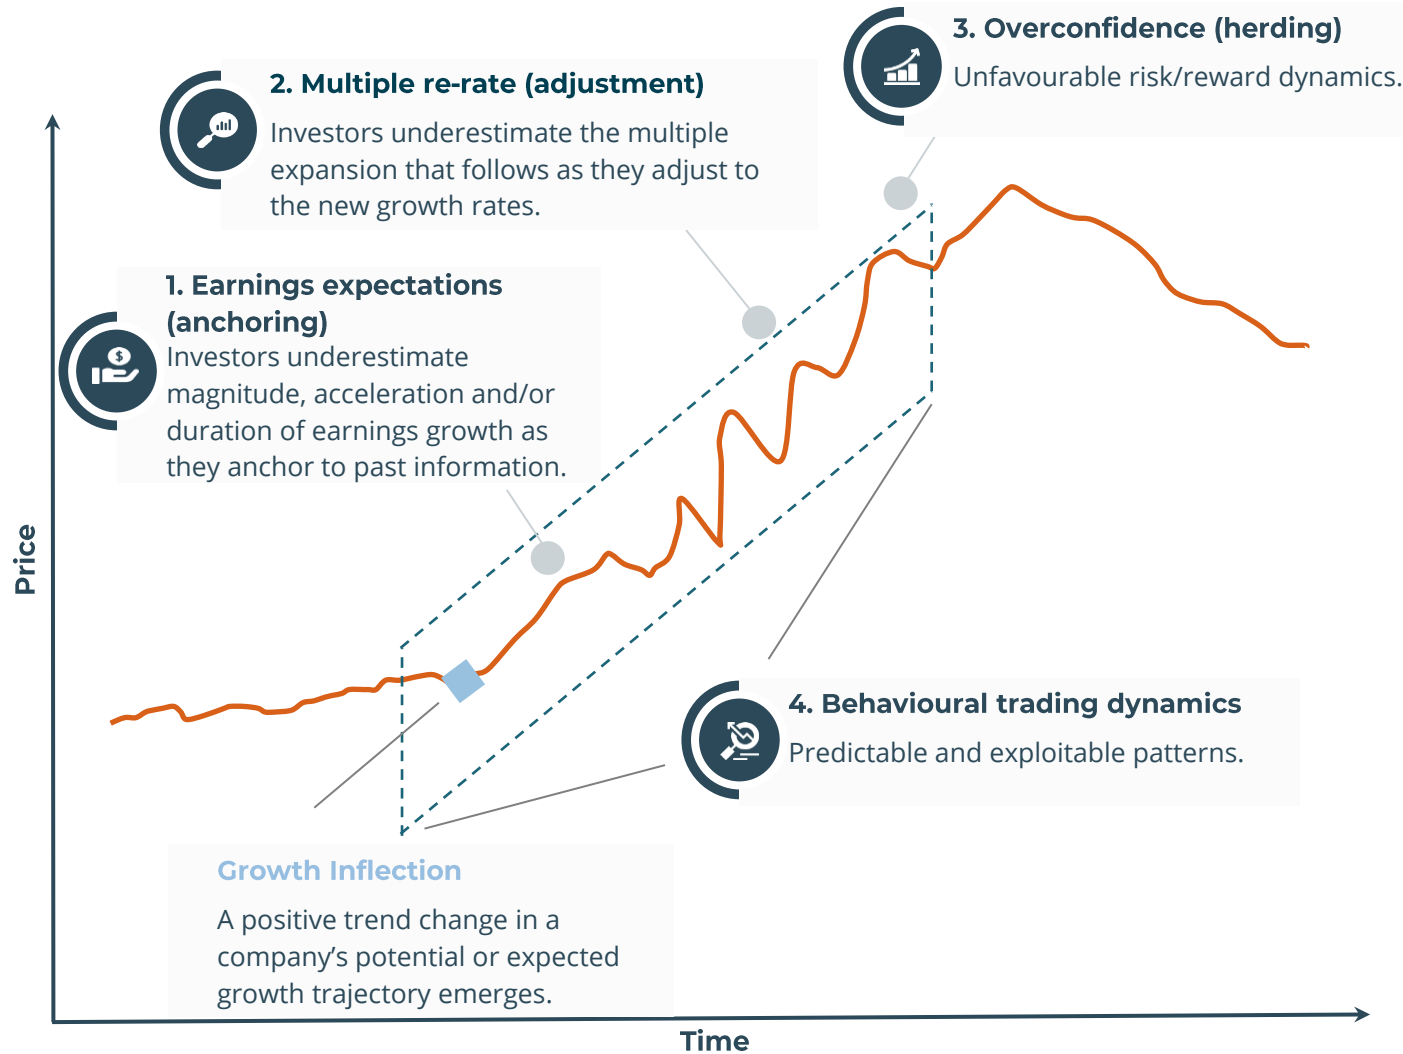 3. Overconfidence (herding)
Unfavourable risk/reward dynamics.
2. Multiple re-rate (adjustment)
Investors underestimate the multiple
expansion that follows as they adjust to
the new growth rates.
1. Earnings expectations
(anchoring)
$
Investors underestimate
magnitude, acceleration and/or
duration of earnings growth as
they anchor to past information.
Price
4. Behavioural trading dynamics
Predictable and exploitable patterns.
Growth Inflection
A positive trend change in a
company’s potential or expected
growth trajectory emerges.
Time